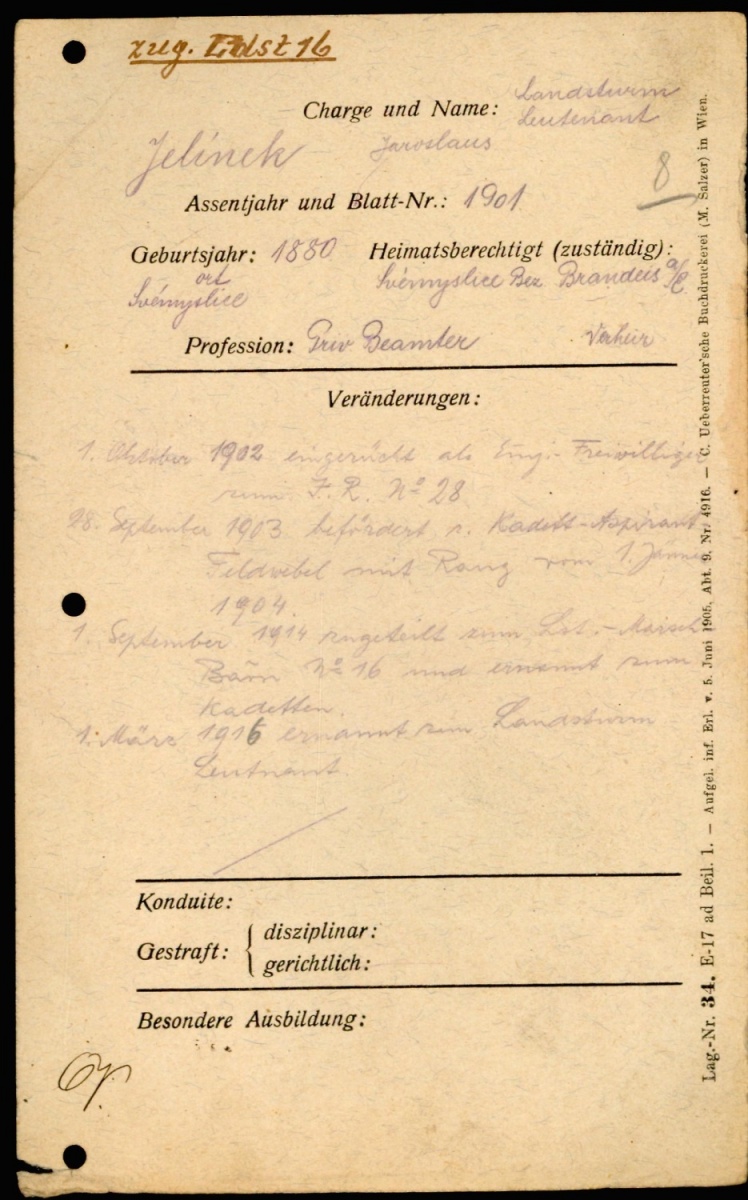 zug. Ldst 16
Landsturm
Charge und Name: Leutenant
Jelínek Jaroslaus
8
Assentjahr und Blatt-Nr.: 1901
Geburtsjahr: 1880 Heimatsberechtigt (zuständig):
ort
Svémyslice Svémyslice Bez Brandeis a/E
Profession: Priv Beamter Verheir
Veränderungen:
1. Oktober 1902 eingerückt als Einj.-Freiwilliger
zum I. R. No 28
28. September 1903 befördert z. Kadett-Aspirant
Feldwebel mit Rang vom 1. Jänner
1904.
1. September 1914 zugeteilt zum Lst.-Marsch
Baon No 16 und ernannt zum
Kadetten.
1. März 1916 ernannt zum Landsturm
Leutnant.
Konduite:
Gestraft: disziplinar:
gerichtlich:
Besondere Ausbildung:
Lag.-Nr. 34. E-17 ad Beil. 1. — Aufgel. inf. Erl. v. 5. Juni 1905, Abt. 9, Nr. 4916. — C. Ueberreuter'sche Buchdruckerei (M. Salzer) in Wien.